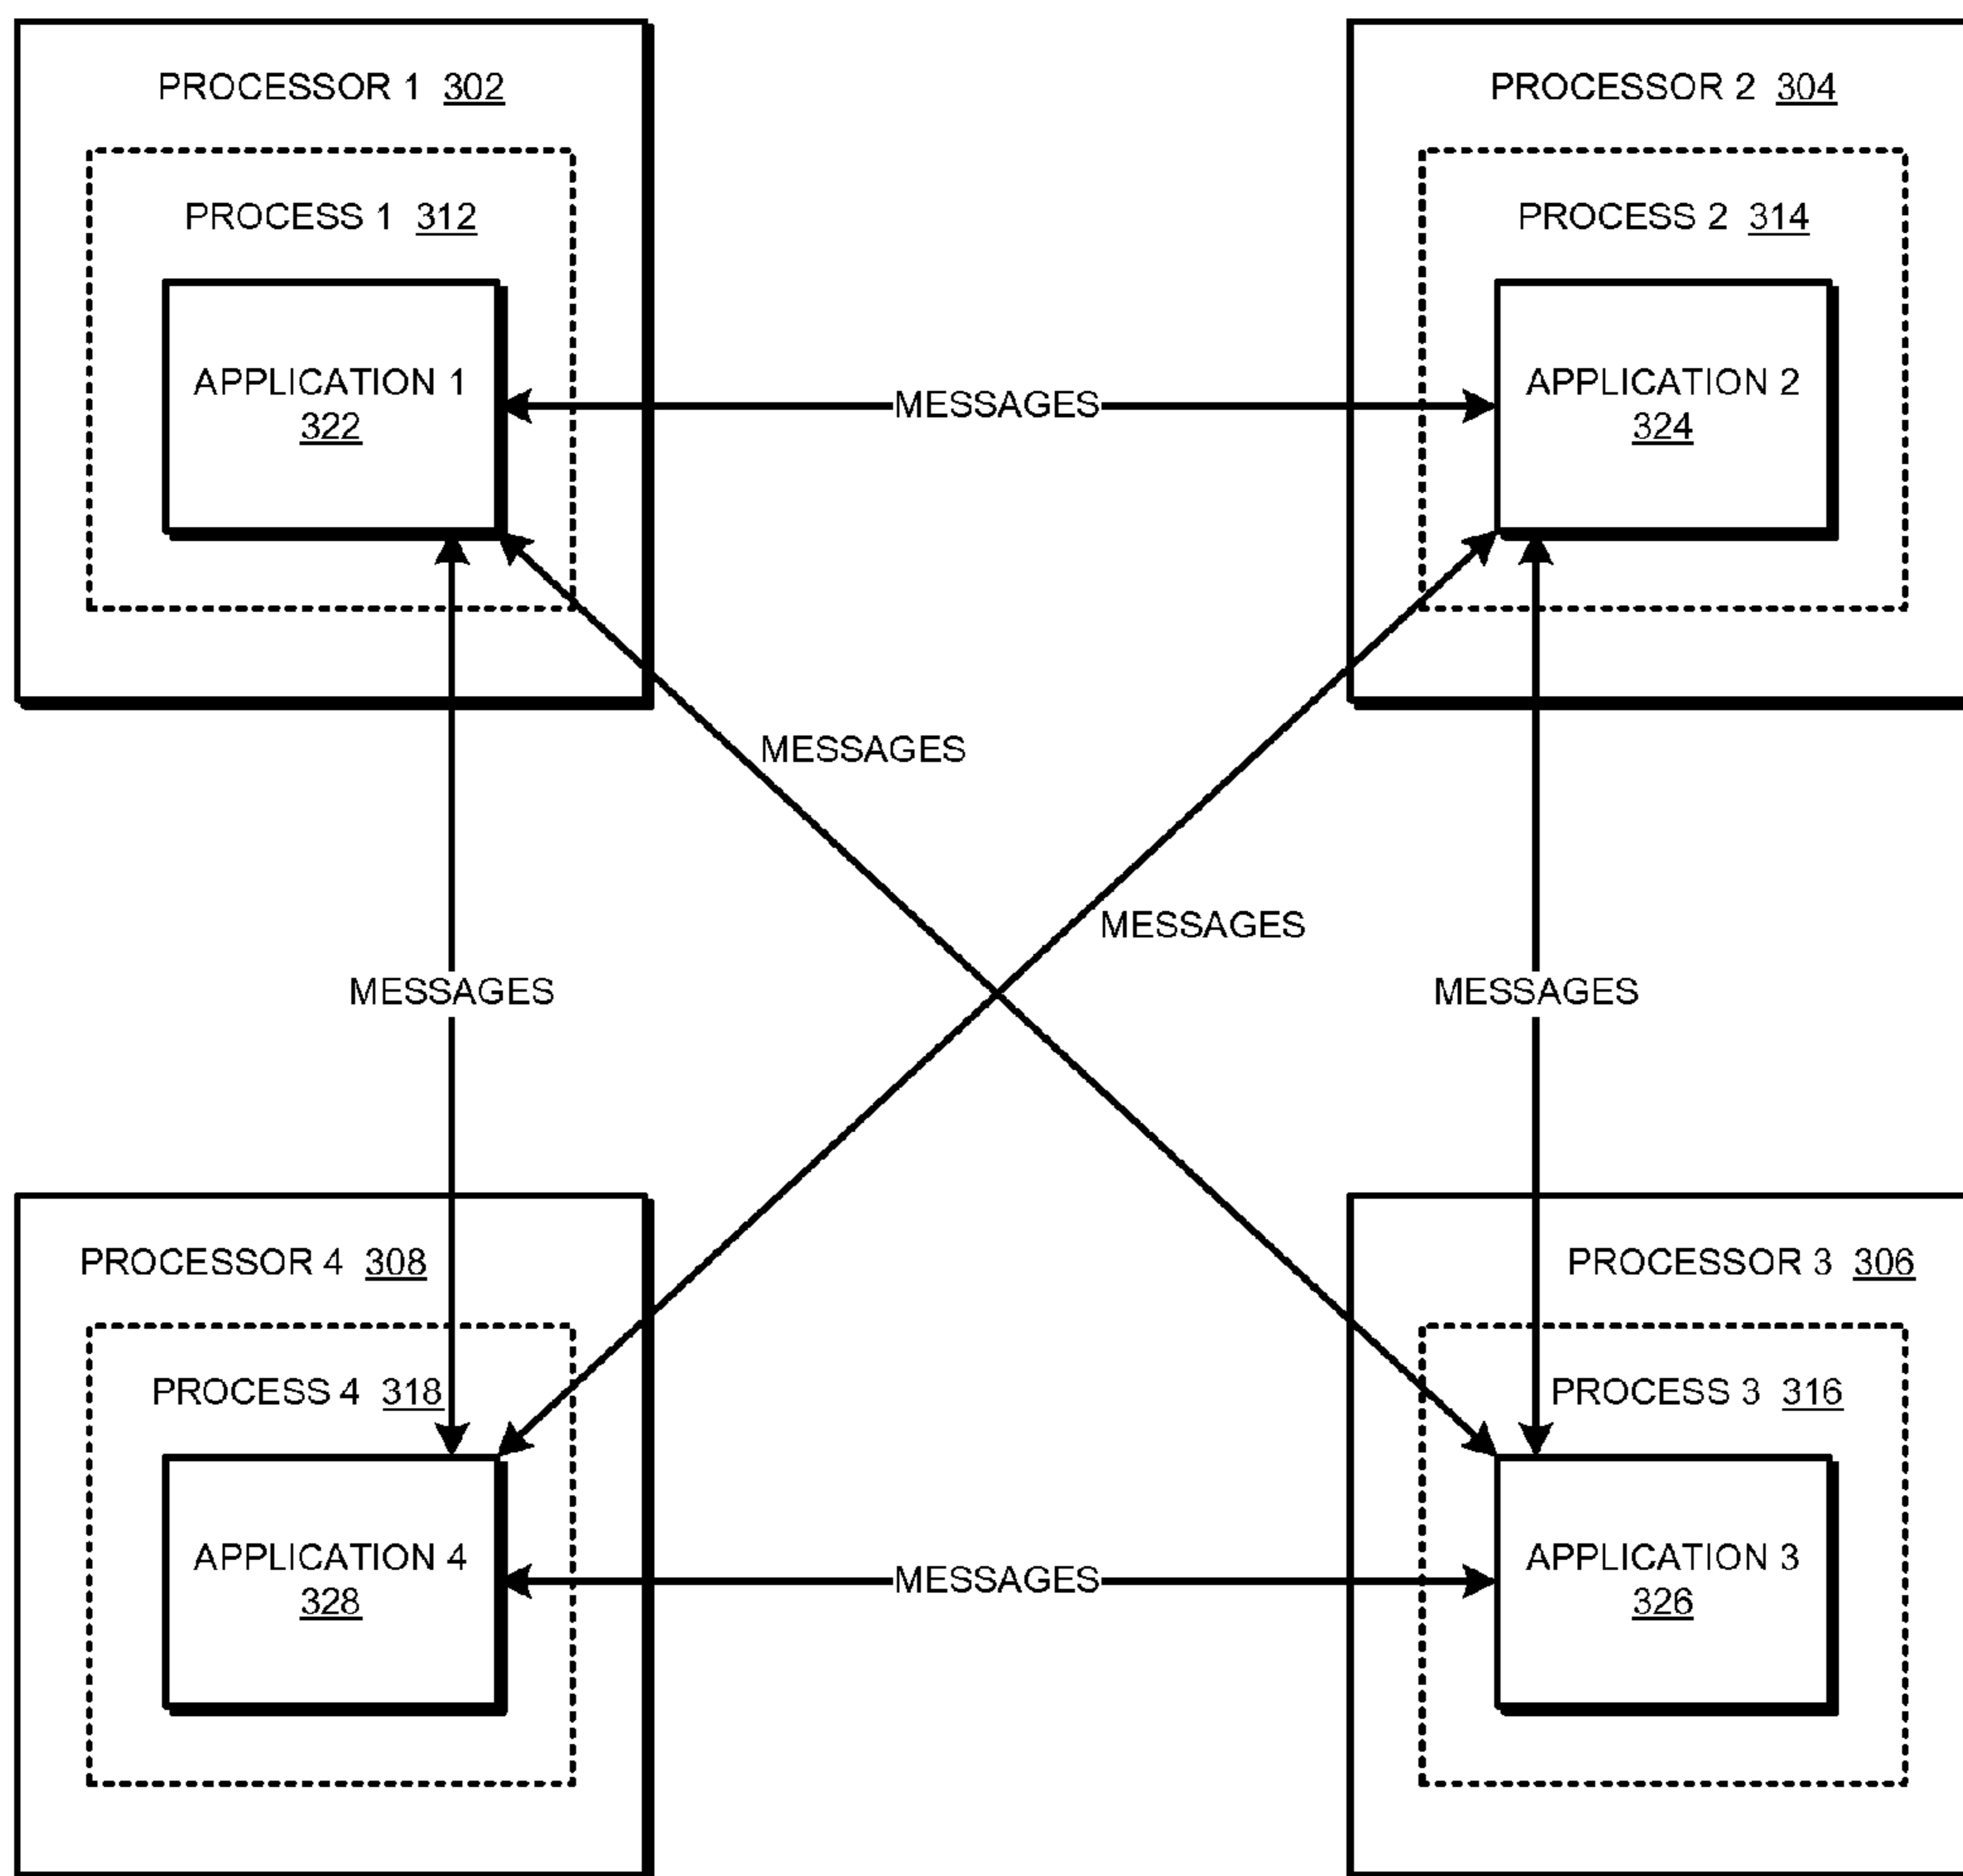 PROCESSOR 1 302
PROCESSOR 2 304
PROCESS 1 312
PROCESS 2 314
APPLICATION 1
322
MESSAGES
APPLICATION 2
324
MESSAGES
MESSAGES
MESSAGES
MESSAGES
PROCESSOR 4 308
PROCESSOR 3 306
PROCESS 4 318
PROCESS 3 316
APPLICATION 4
328
MESSAGES
APPLICATION 3
326